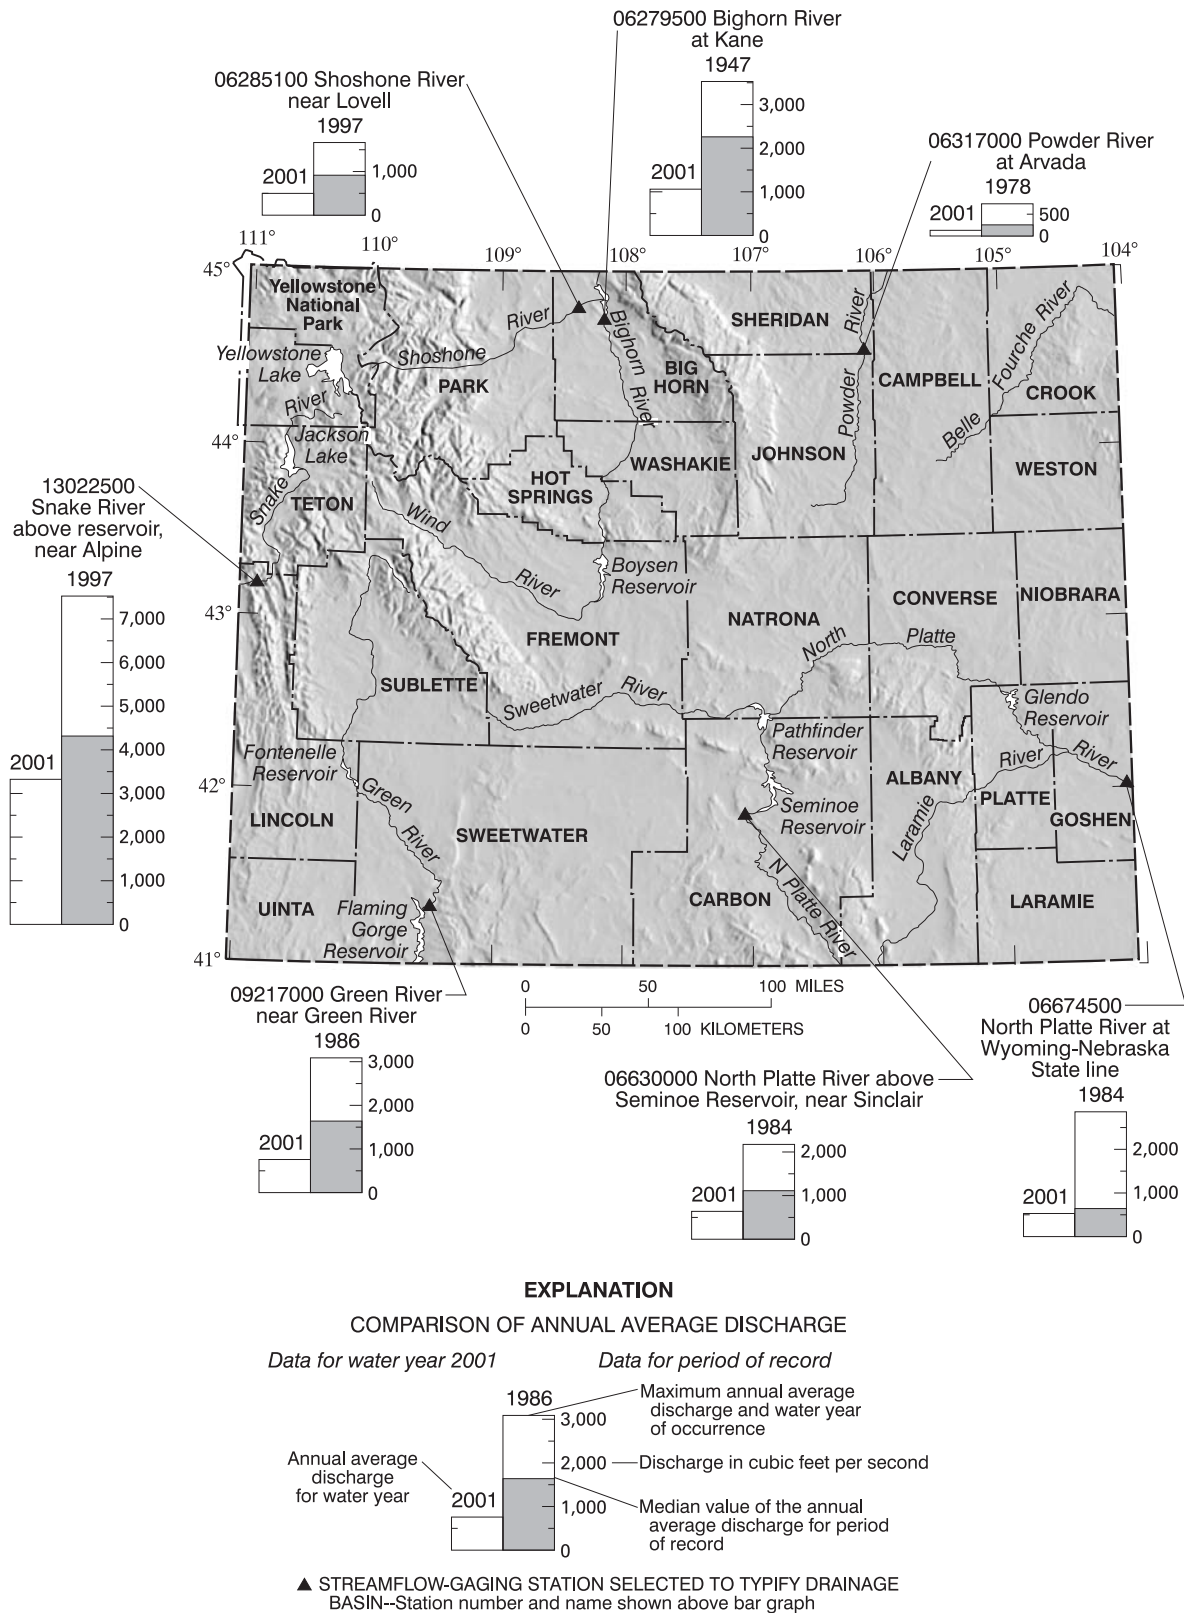 06279500 Bighorn River
at Kane
1947
3,000
2,000
1,000
0
06285100 Shoshone River
near Lovell
1997
2001
1,000
0
2001
06317000 Powder River
at Arvada
1978
2001
500
0
111°
110°
109°
108°
107°
106°
105°
104°
45°
44°
43°
42°
41°
Yellowstone
National
Park
Yellowstone
Lake
River
Shoshone
River
PARK
Bighorn
River
BIG
HORN
SHERIDAN
River
Powder
CAMPBELL
Belle
Fourche
River
CROOK
Jackson
Lake
Snake
TETON
HOT
SPRINGS
WASHAKIE
JOHNSON
WESTON
Wind
River
Boysen
Reservoir
FREMONT
NATRONA
CONVERSE
NIOBRARA
North
Platte
SUBLETTE
Sweetwater
River
Pathfinder
Reservoir
Glendo
Reservoir
River
River
Fontenelle
Reservoir
Green
River
LINCOLN
SWEETWATER
Seminoe
Reservoir
ALBANY
Laramie
PLATTE
GOSHEN
UINTA
Flaming
Gorge
Reservoir
CARBON
N Platte River
LARAMIE
13022500
Snake River
above reservoir,
near Alpine
1997
7,000
6,000
5,000
4,000
3,000
2,000
1,000
0
2001
0 50 100 MILES
0 50 100 KILOMETERS
09217000 Green River
near Green River
1986
2001
3,000
2,000
1,000
0
06630000 North Platte River above
Seminoe Reservoir, near Sinclair
1984
2001
2,000
1,000
0
06674500
North Platte River at
Wyoming-Nebraska
State line
1984
2001
2,000
1,000
0
EXPLANATION
COMPARISON OF ANNUAL AVERAGE DISCHARGE
Data for water year 2001
Data for period of record
1986
3,000
2,000
1,000
0
2001
Maximum annual average
discharge and water year
of occurrence
Discharge in cubic feet per second
Annual average
discharge
for water year
Median value of the annual
average discharge for period
of record
▲ STREAMFLOW-GAGING STATION SELECTED TO TYPIFY DRAINAGE
BASIN--Station number and name shown above bar graph